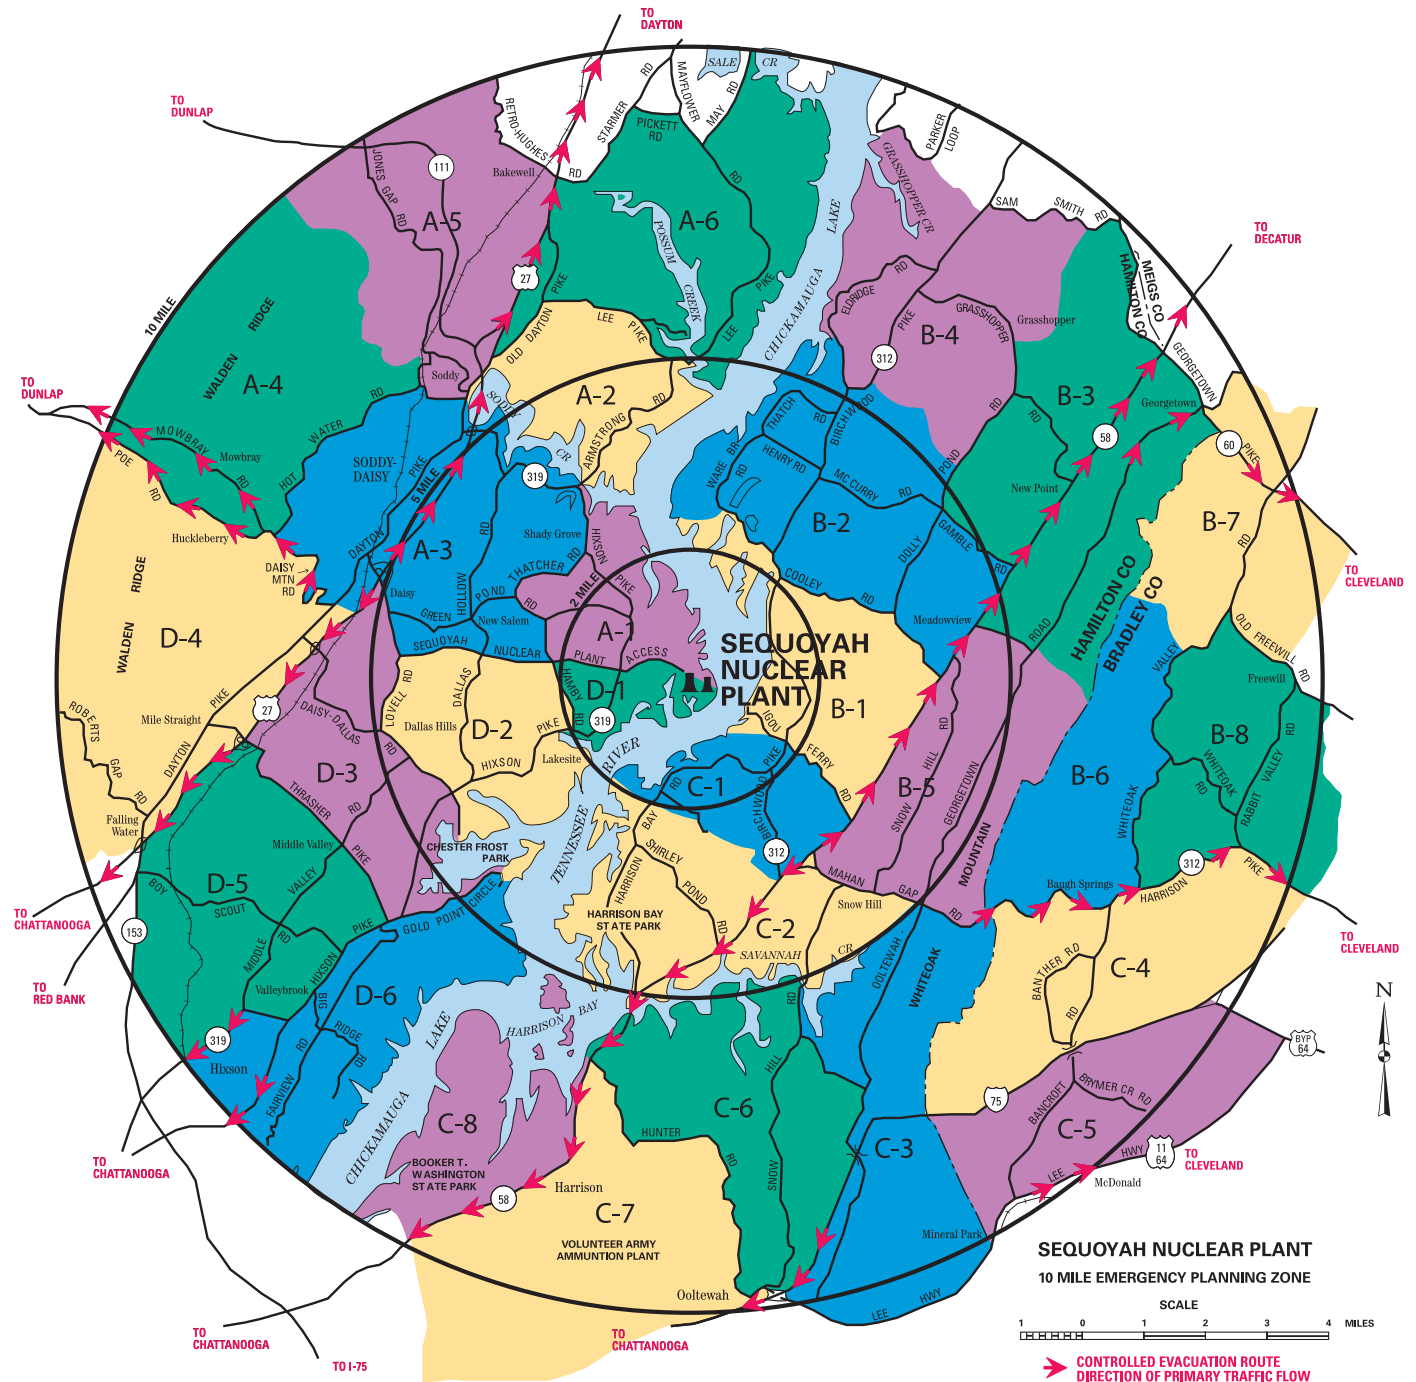 TO
DAYTON
TO
DUNLAP
TO
DECATUR
TO
DUNLAP
TO
CLEVELAND
TO
CLEVELAND
TO
CLEVELAND
TO
CHATTANOOGA
TO
RED BANK
TO
CHATTANOOGA
TO
CHATTANOOGA
TO I-75
TO
CHATTANOOGA
10 MILE
5 MILE
2 MILE
SALE
CR
RETRO-HUGHES
RD
STARMER
RD
MAYFLOWER
MAY
RD
PICKETT
RD
RD
PARKER
LOOP
GRASSHOPPER CR
SAM
SMITH
RD
JONES
GAP RD
111
Bakewell
A-5
A-6
POSSUM
CREEK
LAKE
CHICKAMAUGA
27
OLD DAYTON
PIKE
LEE
PIKE
LEE
PIKE
ELDRIDGE
RD
PIKE
GRASSHOPPER
Grasshopper
312
B-4
MEIGS CO
HAMILTON CO
GEORGETOWN
WALDEN
RIDGE
A-4
Soddy
SODDY
CR
A-2
ARMSTRONG
RD
B-3
Georgetown
RD
58
60
PIKE
MOWBRAY
Mowbray
RD
POE
RD
HOT
WATER
RD
SODDY-
DAISY
PIKE
DAYTON
319
WARE BR
RD
THATCH
RD
BIRCHWOOD
HENRY RD
MC CURRY
RD
POND
RD
New Point
B-2
DOLLY
GAMBLE
RD
B-7
RD
Huckleberry
DAISY
MTN
RD
A-3
RD
HOLLOW
Shady Grove
THATCHER
RD
POND
RD
HIXSON
PIKE
COOLEY
RD
WALDEN
RIDGE
D-4
Daisy
GREEN
New Salem
SEQUOYAH
NUCLEAR
PLANT
ACCESS
A-1
Meadowview
ROAD
HAMILTON CO
BRADLEY CO
VALLEY
OLD
FREEWILL
RD
Freewill
SEQUOYAH
NUCLEAR
PLANT
D-1
HAMBY
RD
319
ROBERTS
GAP
RD
Mile Straight
PIKE
DAYTON
27
DAISY-DALLAS
RD
LOVELL
RD
DALLAS
Dallas Hills
D-2
HIXSON
PIKE
Lakesite
RIVER
IGOU
FERRY
RD
B-1
RD
HILL
SNOW
GEORGETOWN
MOUNTAIN
B-5
B-6
B-8
WHITEOAK
RD
WHITEOAK
RABBIT
VALLEY
RD
D-3
THRASHER
PIKE
RD
Falling
Water
Middle Valley
C-1
RD
BAY
HARRISON
PIKE
BIRCHWOOD
312
SHIRLEY
POND
RD
CHESTER FROST
PARK
TENNESSEE
MAHAN
GAP
RD
Snow Hill
Baugh Springs
312
HARRISON
PIKE
BOY
SCOUT
RD
D-5
MIDDLE
VALLEY
HIXSON
PIKE
GOLD POINT CIRCLE
HARRISON BAY
STATE PARK
C-2
SAVANNAH
CR
OOLTEWAH-
WHITEOAK
BANTHER RD
RD
C-4
153
Valleybrook
BIG
RIDGE
RD
D-6
LAKE
CHICKAMAUGA
HARRISON
BAY
RD
HILL
SNOW
N
BYP
64
319
Hixson
FAIRVIEW
RD
C-8
C-6
HUNTER
RD
C-3
75
BANCROFT
BRYMER CR RD
C-5
11
64
HWY
LEE
TO
CLEVELAND
McDonald
BOOKER T.
WASHINGTON
STATE PARK
58
Harrison
C-7
VOLUNTEER ARMY
AMMUNTION PLANT
Mineral Park
Ooltewah
LEE
HWY
SEQUOYAH NUCLEAR PLANT
10 MILE EMERGENCY PLANNING ZONE
SCALE
1 0 1 2 3 4 MILES
CONTROLLED EVACUATION ROUTE
DIRECTION OF PRIMARY TRAFFIC FLOW